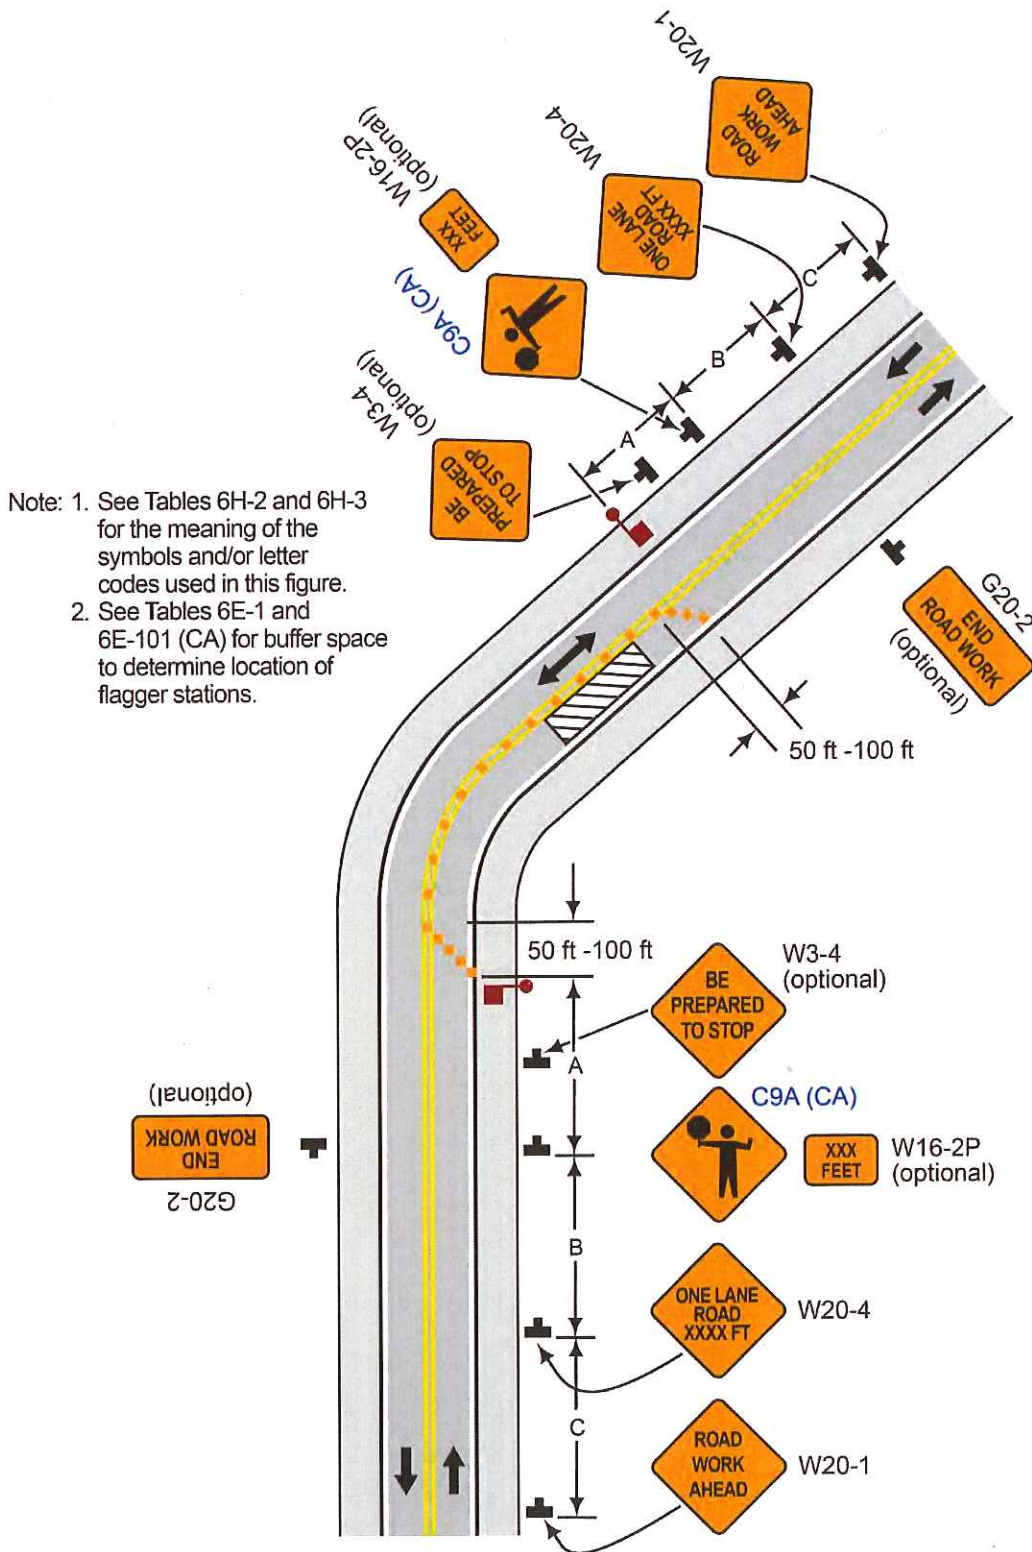 W20-1
ROAD
WORK
AHEAD
W20-4
ONE LANE
ROAD
XXXX FT
W16-2P
(optional)
XXX
FEET
C9A (CA)
W3-4
(optional)
BE
PREPARED
TO STOP
C
B
A
Note: 1. See Tables 6H-2 and 6H-3
for the meaning of the
symbols and/or letter
codes used in this figure.
2. See Tables 6E-1 and
6E-101 (CA) for buffer space
to determine location of
flagger stations.
G20-2
END
ROAD WORK
(optional)
50 ft -100 ft
50 ft -100 ft
W3-4
(optional)
BE
PREPARED
TO STOP
A
C9A (CA)
XXX
FEET
W16-2P
(optional)
G20-2
END
ROAD WORK
(optional)
B
ONE LANE
ROAD
XXXX FT
W20-4
C
ROAD
WORK
AHEAD
W20-1